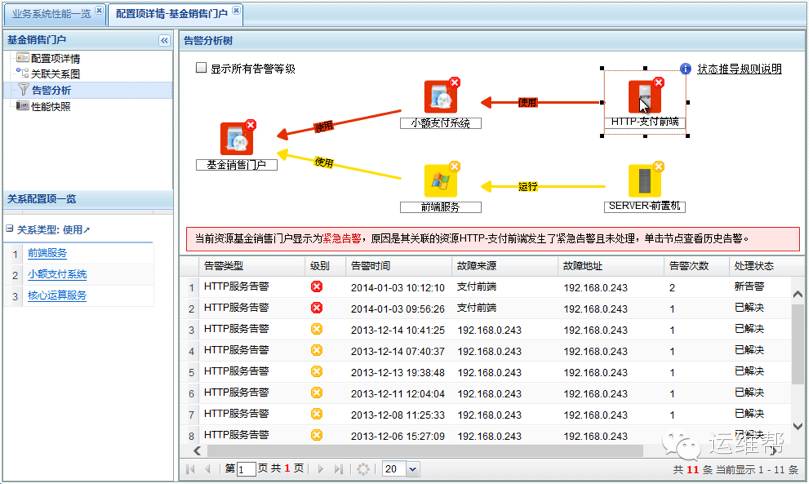 业务系统性能一览
配置项详情-基金销售门户
基金销售门户
配置项详情
关联关系图
告警分析
性能快照
关系配置项一览
关系类型: 使用
1 前端服务
2 小额支付系统
3 核心运算服务
告警分析树
显示所有告警等级
状态推导规则说明
小额支付系统
使用
HTTP-支付前端
使用
基金销售门户
使用
前端服务
运行
SERVER-前置机
当前资源基金销售门户显示为紧急告警，原因是其关联的资源HTTP-支付前端发生了紧急告警且未处理，单击节点查看历史告警。
告警类型 级别 告警时间 故障来源 故障地址 告警次数 处理状态
1 HTTP服务告警 2014-01-03 10:12:10 支付前端 192.168.0.243 2 新告警
2 HTTP服务告警 2014-01-03 09:56:26 支付前端 192.168.0.243 1 已解决
3 HTTP服务告警 2013-12-14 10:41:25 192.168.0.243 192.168.0.243 1 已解决
4 HTTP服务告警 2013-12-14 07:40:37 192.168.0.243 192.168.0.243 1 已解决
5 HTTP服务告警 2013-12-13 19:38:48 192.168.0.243 192.168.0.243 1 已解决
6 HTTP服务告警 2013-12-11 12:04:04 192.168.0.243 192.168.0.243 1 已解决
7 HTTP服务告警 2013-12-08 11:25:33 192.168.0.243 192.168.0.243 1 已解决
8 HTTP服务告警 2013-12-06 15:27:09 192.168.0.243 192.168.0.243 1 已解决
运维帮
第 1 页 共 1 页 20 共 11 条 当前显示 1 - 11 条